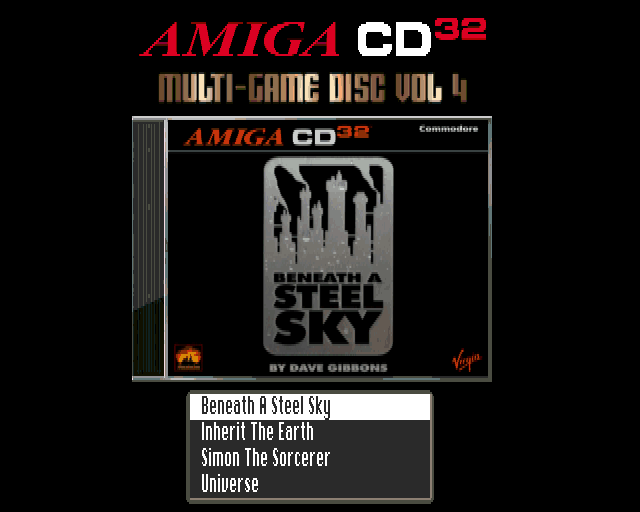 AMIGA CD32
MULTI-GAME DISC VOL 4
AMIGA CD32
Commodore
BENEATH A
STEEL
SKY
BY DAVE GIBBONS
Virgin
Beneath A Steel Sky
Inherit The Earth
Simon The Sorcerer
Universe